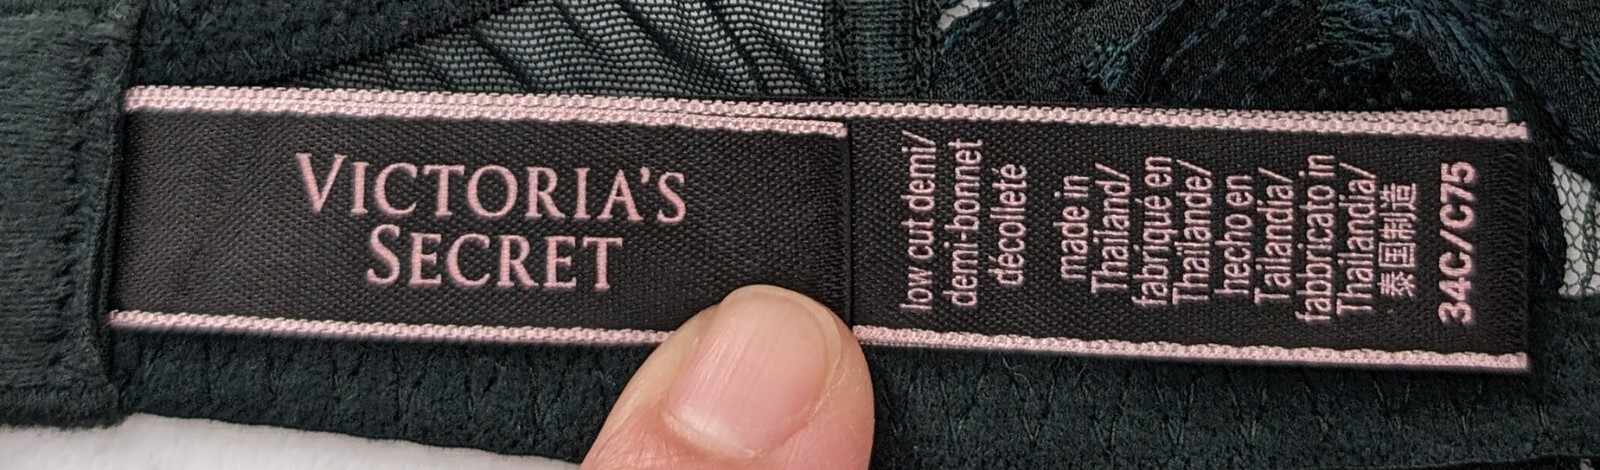 VICTORIA'S
SECRET
low cut demi/
demi-bonnet
décolleté
made in
Thailand/
fabriqué en
Thaïlande/
hecho en
Tailandia/
fabbricato in
Thailandia/
泰国制造
34C/C75